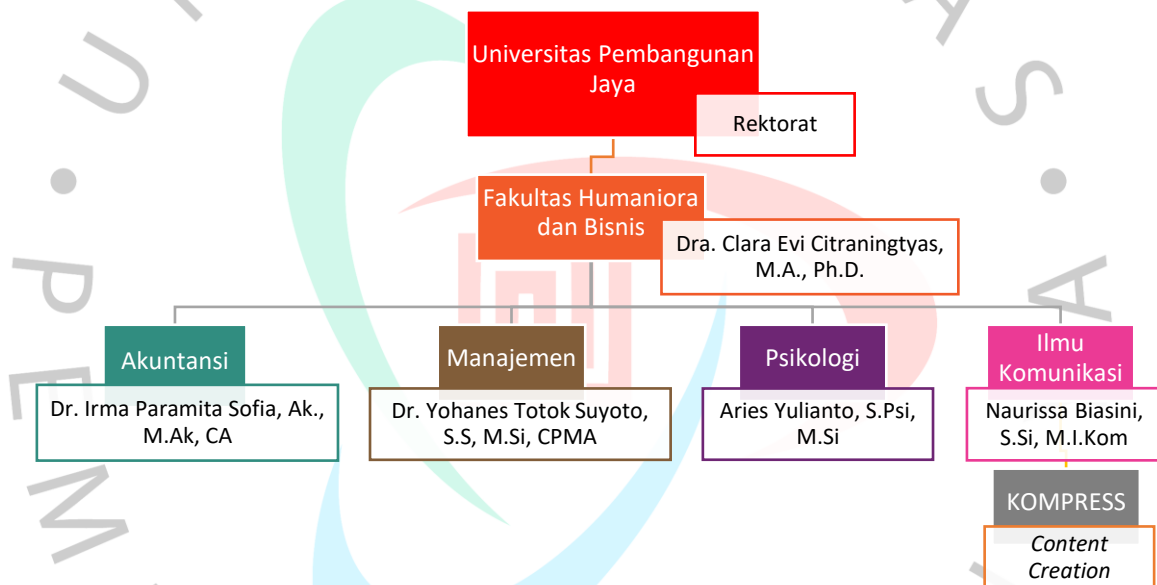 Universitas Pembangunan
Jaya
Rektorat
Fakultas Humaniora
dan Bisnis
Dra. Clara Evi Citraningtyas,
M.A., Ph.D.
Akuntansi
Dr. Irma Paramita Sofia, Ak.,
M.Ak, CA
Manajemen
Dr. Yohanes Totok Suyoto,
S.S, M.Si, CPMA
Psikologi
Aries Yulianto, S.Psi,
M.Si
Ilmu
Komunikasi
Naurissa Biasini,
S.Si, M.I.Kom
KOMPRESS
Content
Creation